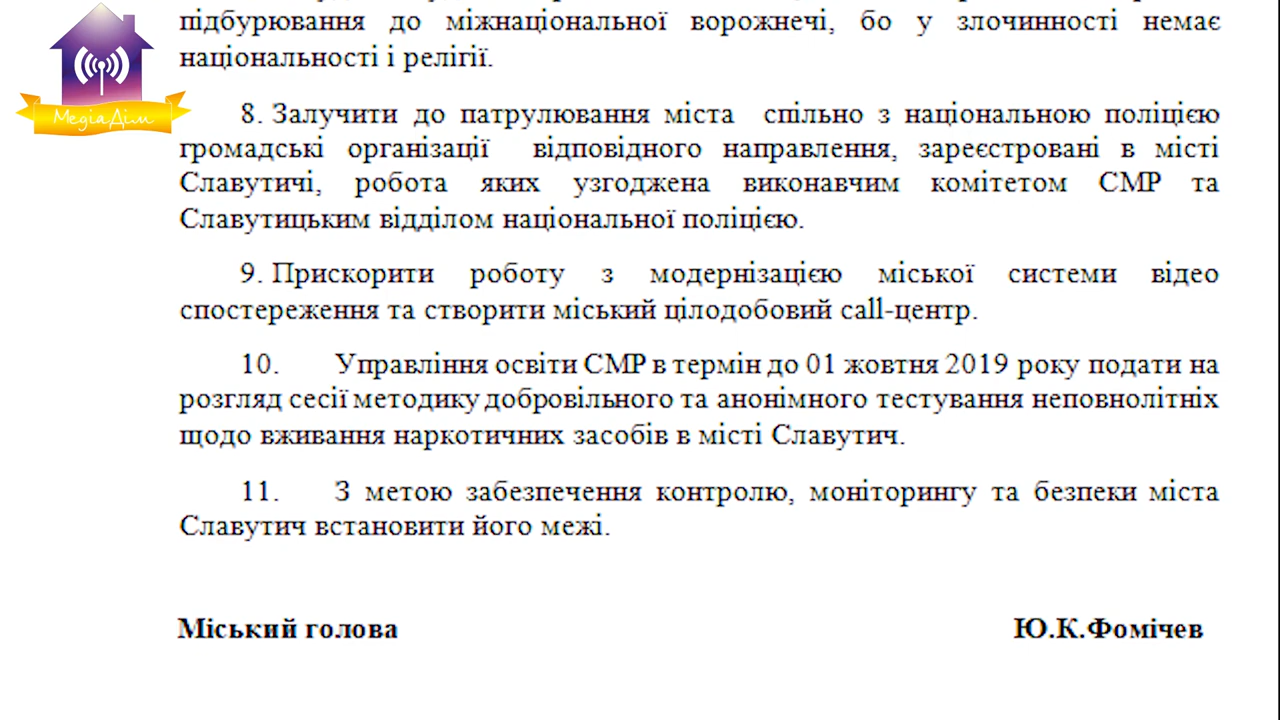 підбурювання до міжнаціональної ворожнечі, бо у злочинності немає
національності і релігії.
МедіаДім
8. Залучити до патрулювання міста спільно з національною поліцією
громадські організації відповідного направлення, зареєстровані в місті
Славутичі, робота яких узгоджена виконавчим комітетом СМР та
Славутицьким відділом національної поліцією.
9. Прискорити роботу з модернізацією міської системи відео
спостереження та створити міський цілодобовий call-центр.
10. Управління освіти СМР в термін до 01 жовтня 2019 року подати на
розгляд сесії методику добровільного та анонімного тестування неповнолітніх
щодо вживання наркотичних засобів в місті Славутич.
11. З метою забезпечення контролю, моніторингу та безпеки міста
Славутич встановити його межі.
Міський голова Ю.К.Фомічев